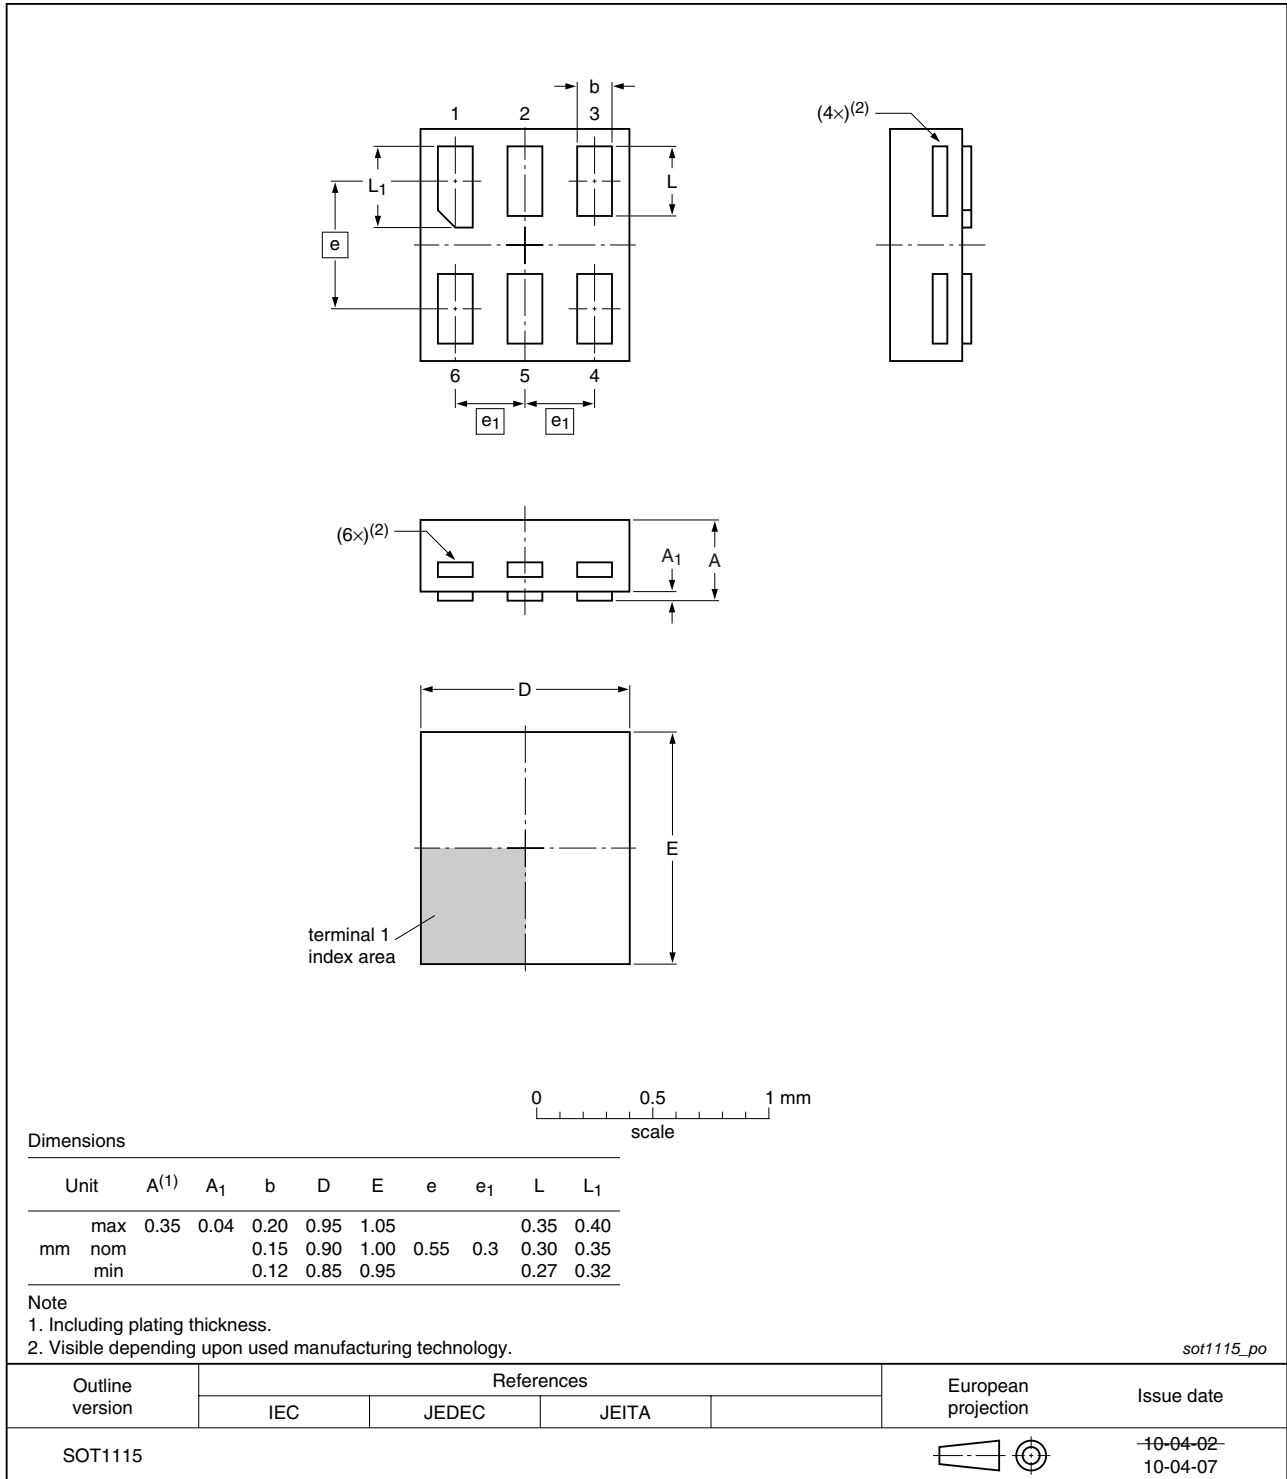 b
1 2 3
(4×)(2)
L1
L
e
6 5 4
e1 e1
(6×)(2)
A1 A
D
E
terminal 1
index area
0 0.5 1 mm
scale
Dimensions
Unit A(1) A1 b D E e e1 L L1
max 0.35 0.04 0.20 0.95 1.05 0.35 0.40
mm nom 0.15 0.90 1.00 0.55 0.3 0.30 0.35
min 0.12 0.85 0.95 0.27 0.32
Note
1. Including plating thickness.
2. Visible depending upon used manufacturing technology.
sot1115_po
Outline
version
References
IEC JEDEC JEITA
European
projection
Issue date
SOT1115
10-04-02
10-04-07